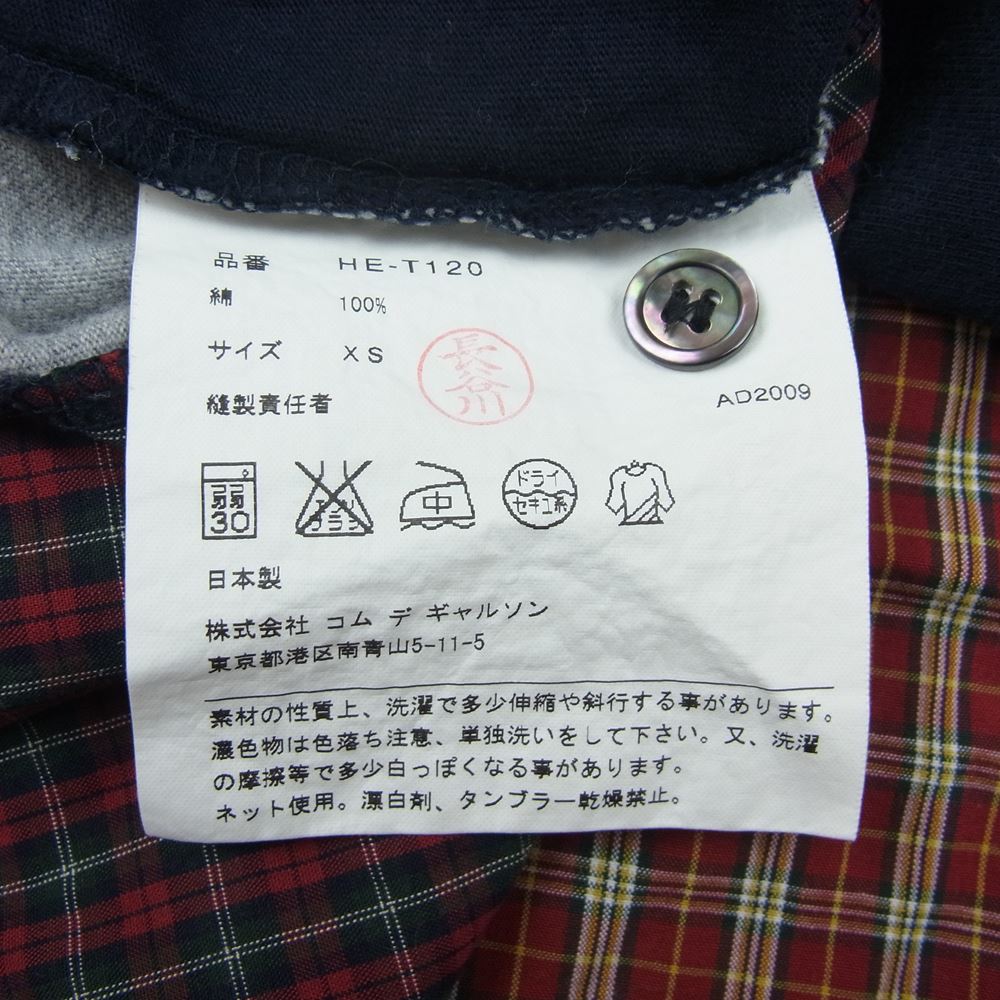 品番 HE-T120
綿 100%
サイズ XS
長谷川
縫製責任者
AD2009
弱 30
エンソ サラシ
中
ドライ セキユ系
日本製
株式会社 コム デ ギャルソン
東京都港区南青山5-11-5
素材の性質上、洗濯で多少伸縮や斜行する事があります。
濃色物は色落ち注意、単独洗いをして下さい。又、洗濯
の摩擦等で多少白っぽくなる事があります。
ネット使用。漂白剤、タンブラー乾燥禁止。